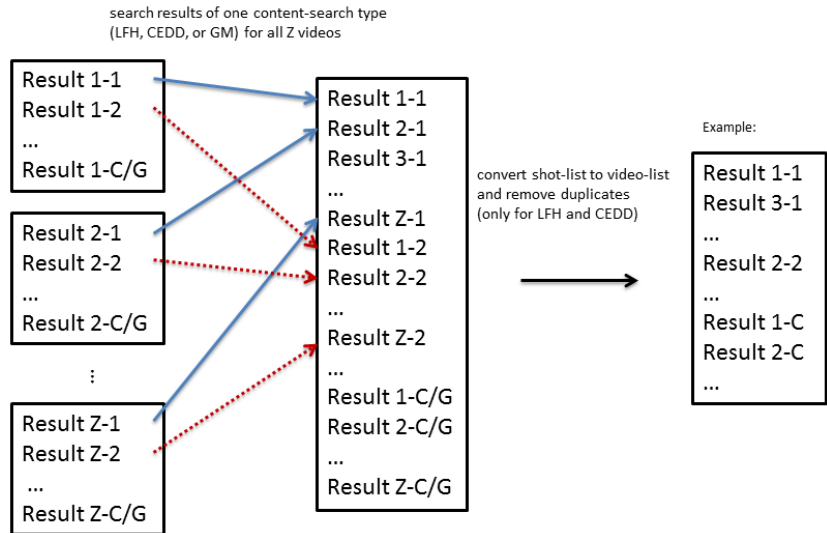 search results of one content-search type
(LFH, CEDD, or GM) for all Z videos
Result 1-1
Result 1-2
...
Result 1-C/G
Result 2-1
Result 2-2
...
Result 2-C/G
...
Result Z-1
Result Z-2
...
Result Z-C/G
Result 1-1
Result 2-1
Result 3-1
...
Result Z-1
Result 1-2
Result 2-2
...
Result Z-2
...
Result 1-C/G
Result 2-C/G
...
Result Z-C/G
convert shot-list to video-list
and remove duplicates
(only for LFH and CEDD)
Example:
Result 1-1
Result 3-1
...
Result 2-2
...
Result 1-C
Result 2-C
...